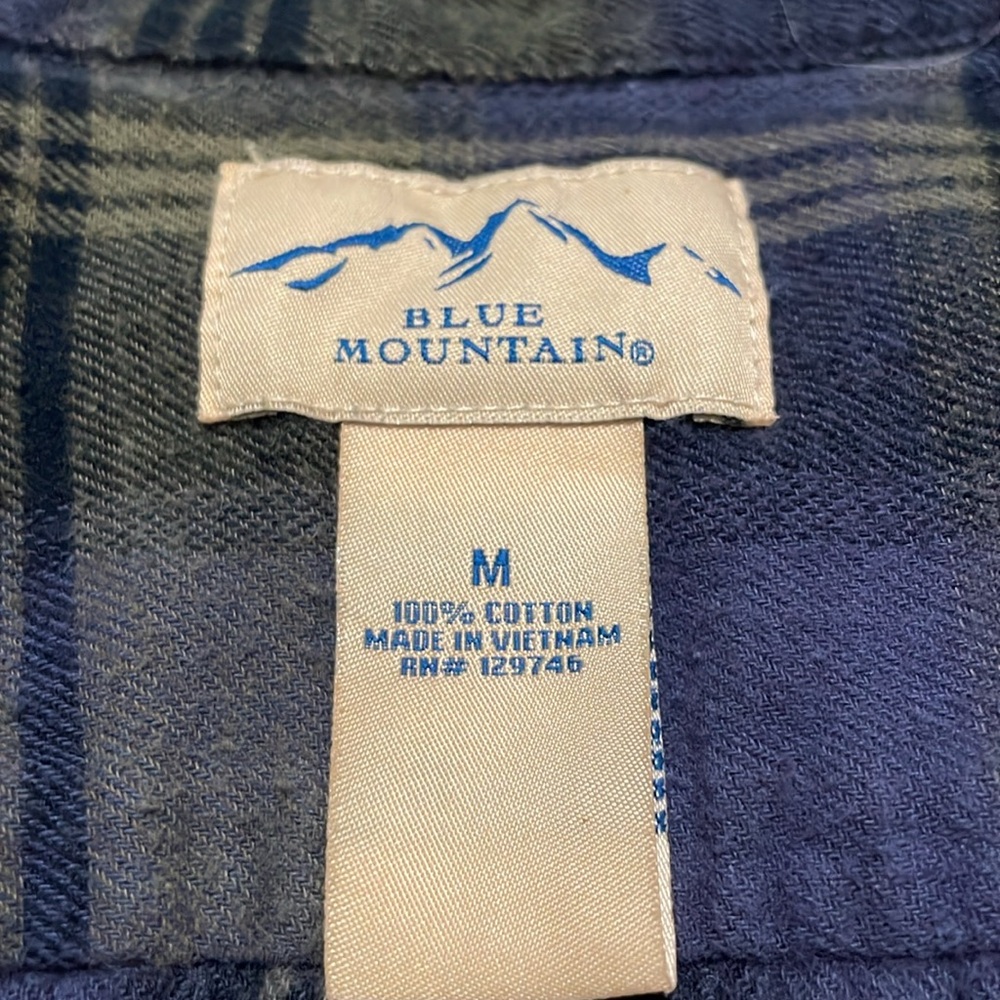 BLUE
MOUNTAIN®
M
100% COTTON
MADE IN VIETNAM
RN# 129746